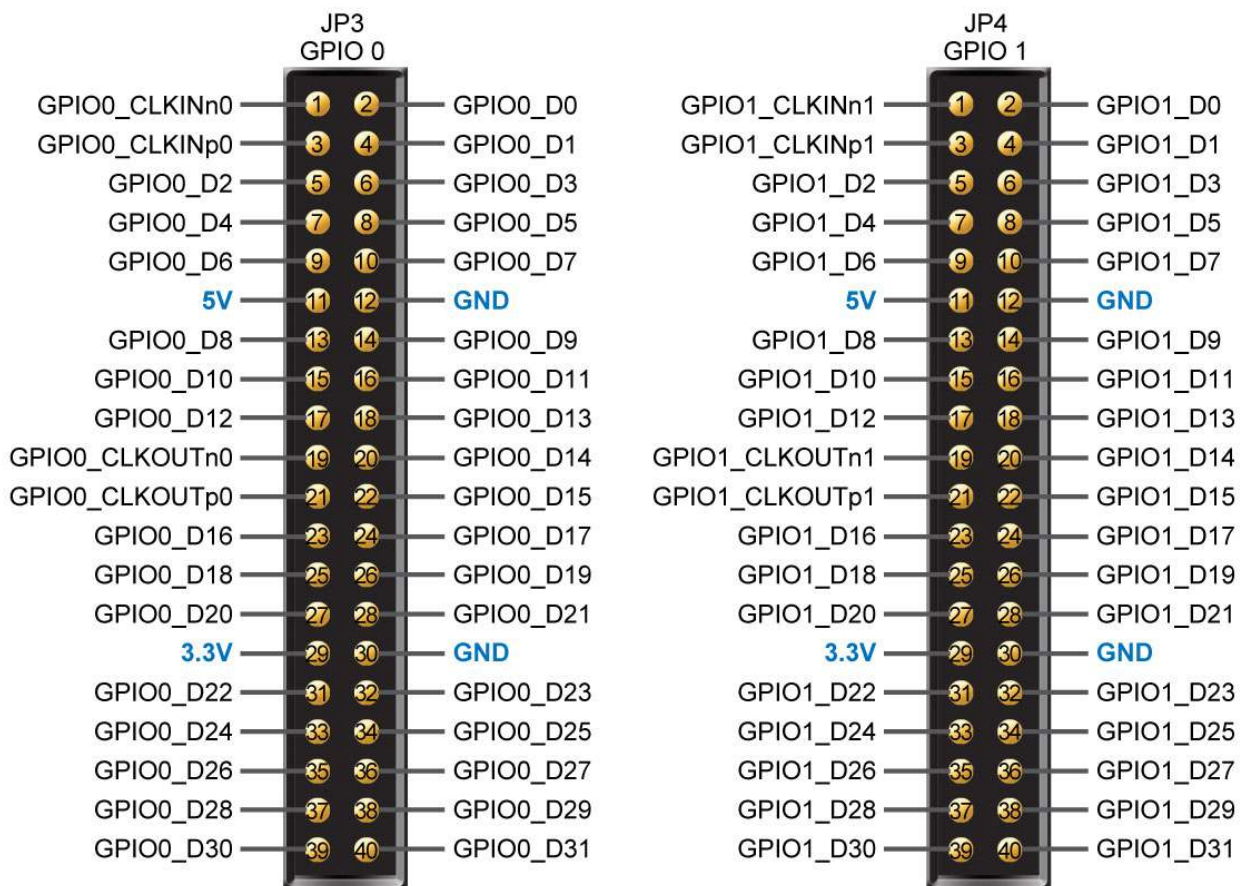 JP3 JP4
GPIO 0 GPIO 1
GPIO0_CLKINn0 1 2 GPIO0_D0 GPIO1_CLKINn1 1 2 GPIO1_D0
GPIO0_CLKINp0 3 4 GPIO0_D1 GPIO1_CLKINp1 3 4 GPIO1_D1
GPIO0_D2 5 6 GPIO0_D3 GPIO1_D2 5 6 GPIO1_D3
GPIO0_D4 7 8 GPIO0_D5 GPIO1_D4 7 8 GPIO1_D5
GPIO0_D6 9 10 GPIO0_D7 GPIO1_D6 9 10 GPIO1_D7
5V 11 12 GND 5V 11 12 GND
GPIO0_D8 13 14 GPIO0_D9 GPIO1_D8 13 14 GPIO1_D9
GPIO0_D10 15 16 GPIO0_D11 GPIO1_D10 15 16 GPIO1_D11
GPIO0_D12 17 18 GPIO0_D13 GPIO1_D12 17 18 GPIO1_D13
GPIO0_CLKOUTn0 19 20 GPIO0_D14 GPIO1_CLKOUTn1 19 20 GPIO1_D14
GPIO0_CLKOUTp0 21 22 GPIO0_D15 GPIO1_CLKOUTp1 21 22 GPIO1_D15
GPIO0_D16 23 24 GPIO0_D17 GPIO1_D16 23 24 GPIO1_D17
GPIO0_D18 25 26 GPIO0_D19 GPIO1_D18 25 26 GPIO1_D19
GPIO0_D20 27 28 GPIO0_D21 GPIO1_D20 27 28 GPIO1_D21
3.3V 29 30 GND 3.3V 29 30 GND
GPIO0_D22 31 32 GPIO0_D23 GPIO1_D22 31 32 GPIO1_D23
GPIO0_D24 33 34 GPIO0_D25 GPIO1_D24 33 34 GPIO1_D25
GPIO0_D26 35 36 GPIO0_D27 GPIO1_D26 35 36 GPIO1_D27
GPIO0_D28 37 38 GPIO0_D29 GPIO1_D28 37 38 GPIO1_D29
GPIO0_D30 39 40 GPIO0_D31 GPIO1_D30 39 40 GPIO1_D31